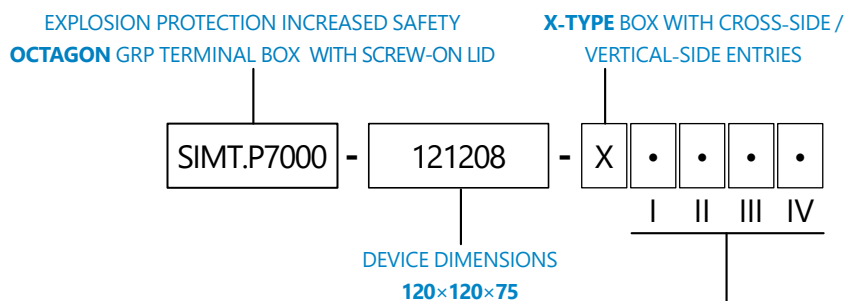 EXPLOSION PROTECTION INCREASED SAFETY
OCTAGON GRP TERMINAL BOX WITH SCREW-ON LID
X-TYPE BOX WITH CROSS-SIDE /
VERTICAL-SIDE ENTRIES
SIMT.P7000 - 121208 - X • • • •
I II III IV
DEVICE DIMENSIONS
120×120×75